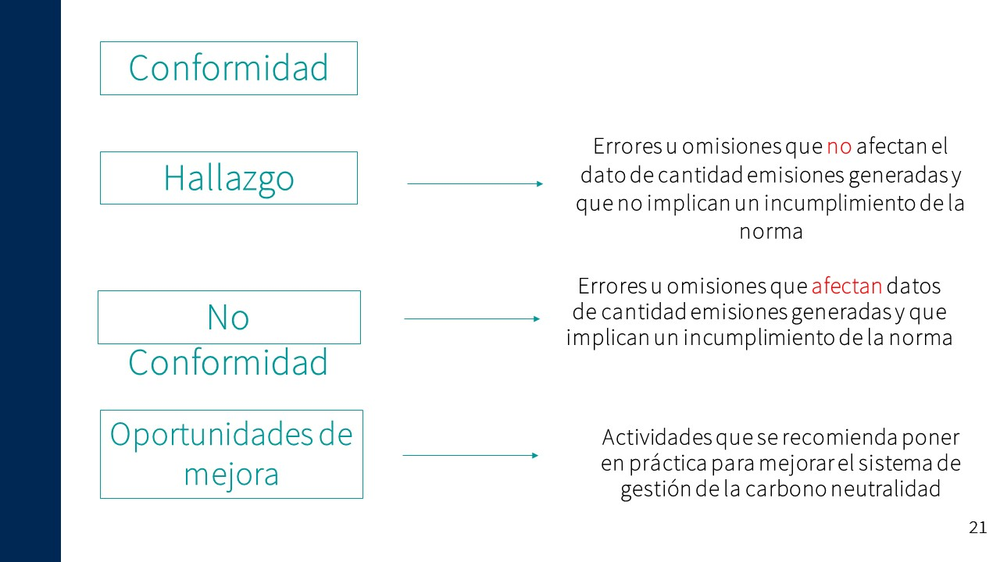 Conformidad
Hallazgo
Errores u omisiones que no afectan el
dato de cantidad emisiones generadas y
que no implican un incumplimiento de la
norma
No
Conformidad
Errores u omisiones que afectan datos
de cantidad emisiones generadas y que
implican un incumplimiento de la norma
Oportunidades de
mejora
Actividades que se recomienda poner
en práctica para mejorar el sistema de
gestión de la carbono neutralidad
21